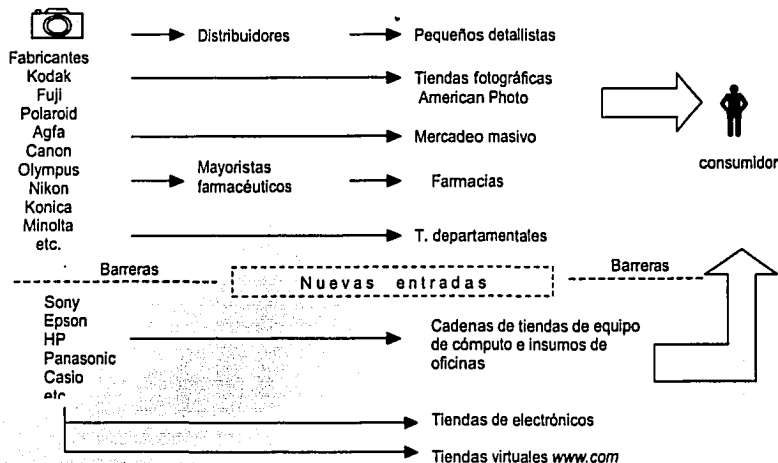 Fabricantes
Kodak
Fuji
Polaroid
Agfa
Canon
Olympus
Nikon
Konica
Minolta
etc.
Distribuidores
Pequeños detallistas
Tiendas fotográficas
American Photo
Mercadeo masivo
Mayoristas
farmacéuticos
Farmacias
T. departamentales
consumidor
Barreras
Nuevas entradas
Barreras
Sony
Epson
HP
Panasonic
Casio
etc
Cadenas de tiendas de equipo
de cómputo e insumos de
oficinas
Tiendas de electrónicos
Tiendas virtuales www.com